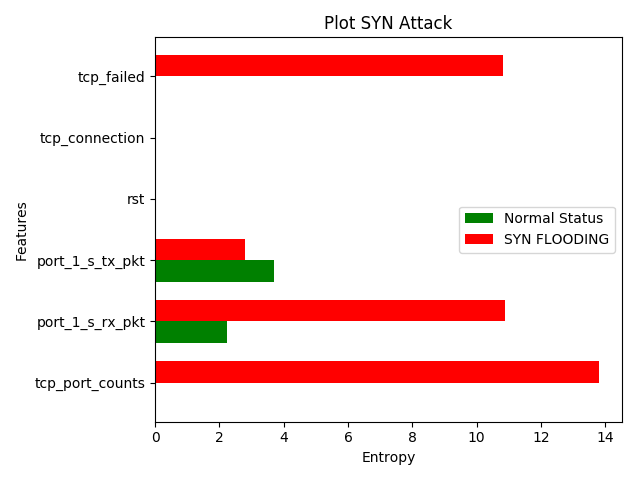 Plot SYN Attack
tcp_failed
tcp_connection
rst
port_1_s_tx_pkt
port_1_s_rx_pkt
tcp_port_counts
Features
Normal Status
SYN FLOODING
0 2 4 6 8 10 12 14
Entropy